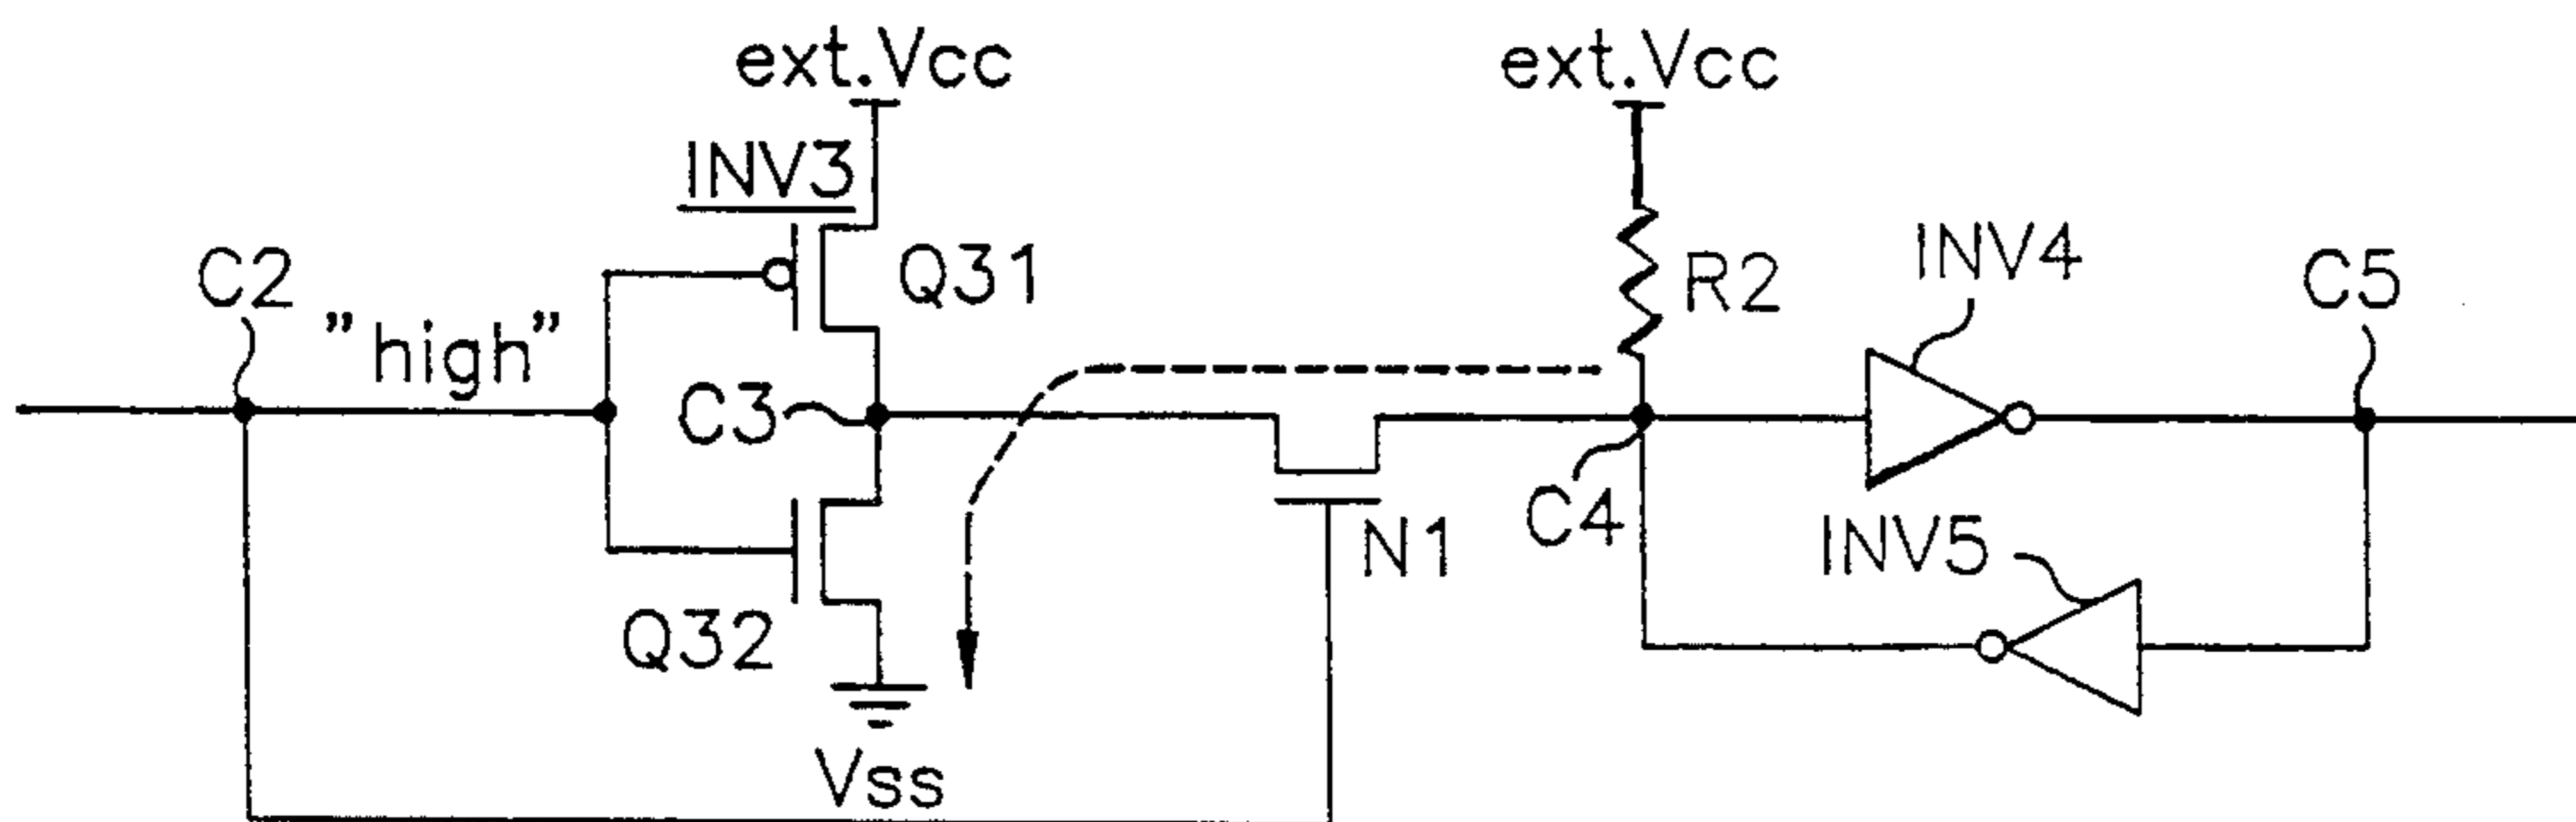 ext.Vcc
ext.Vcc
INV3
Q31
C2
"high"
R2
INV4
C5
C3
C4
N1
INV5
Q32
Vss